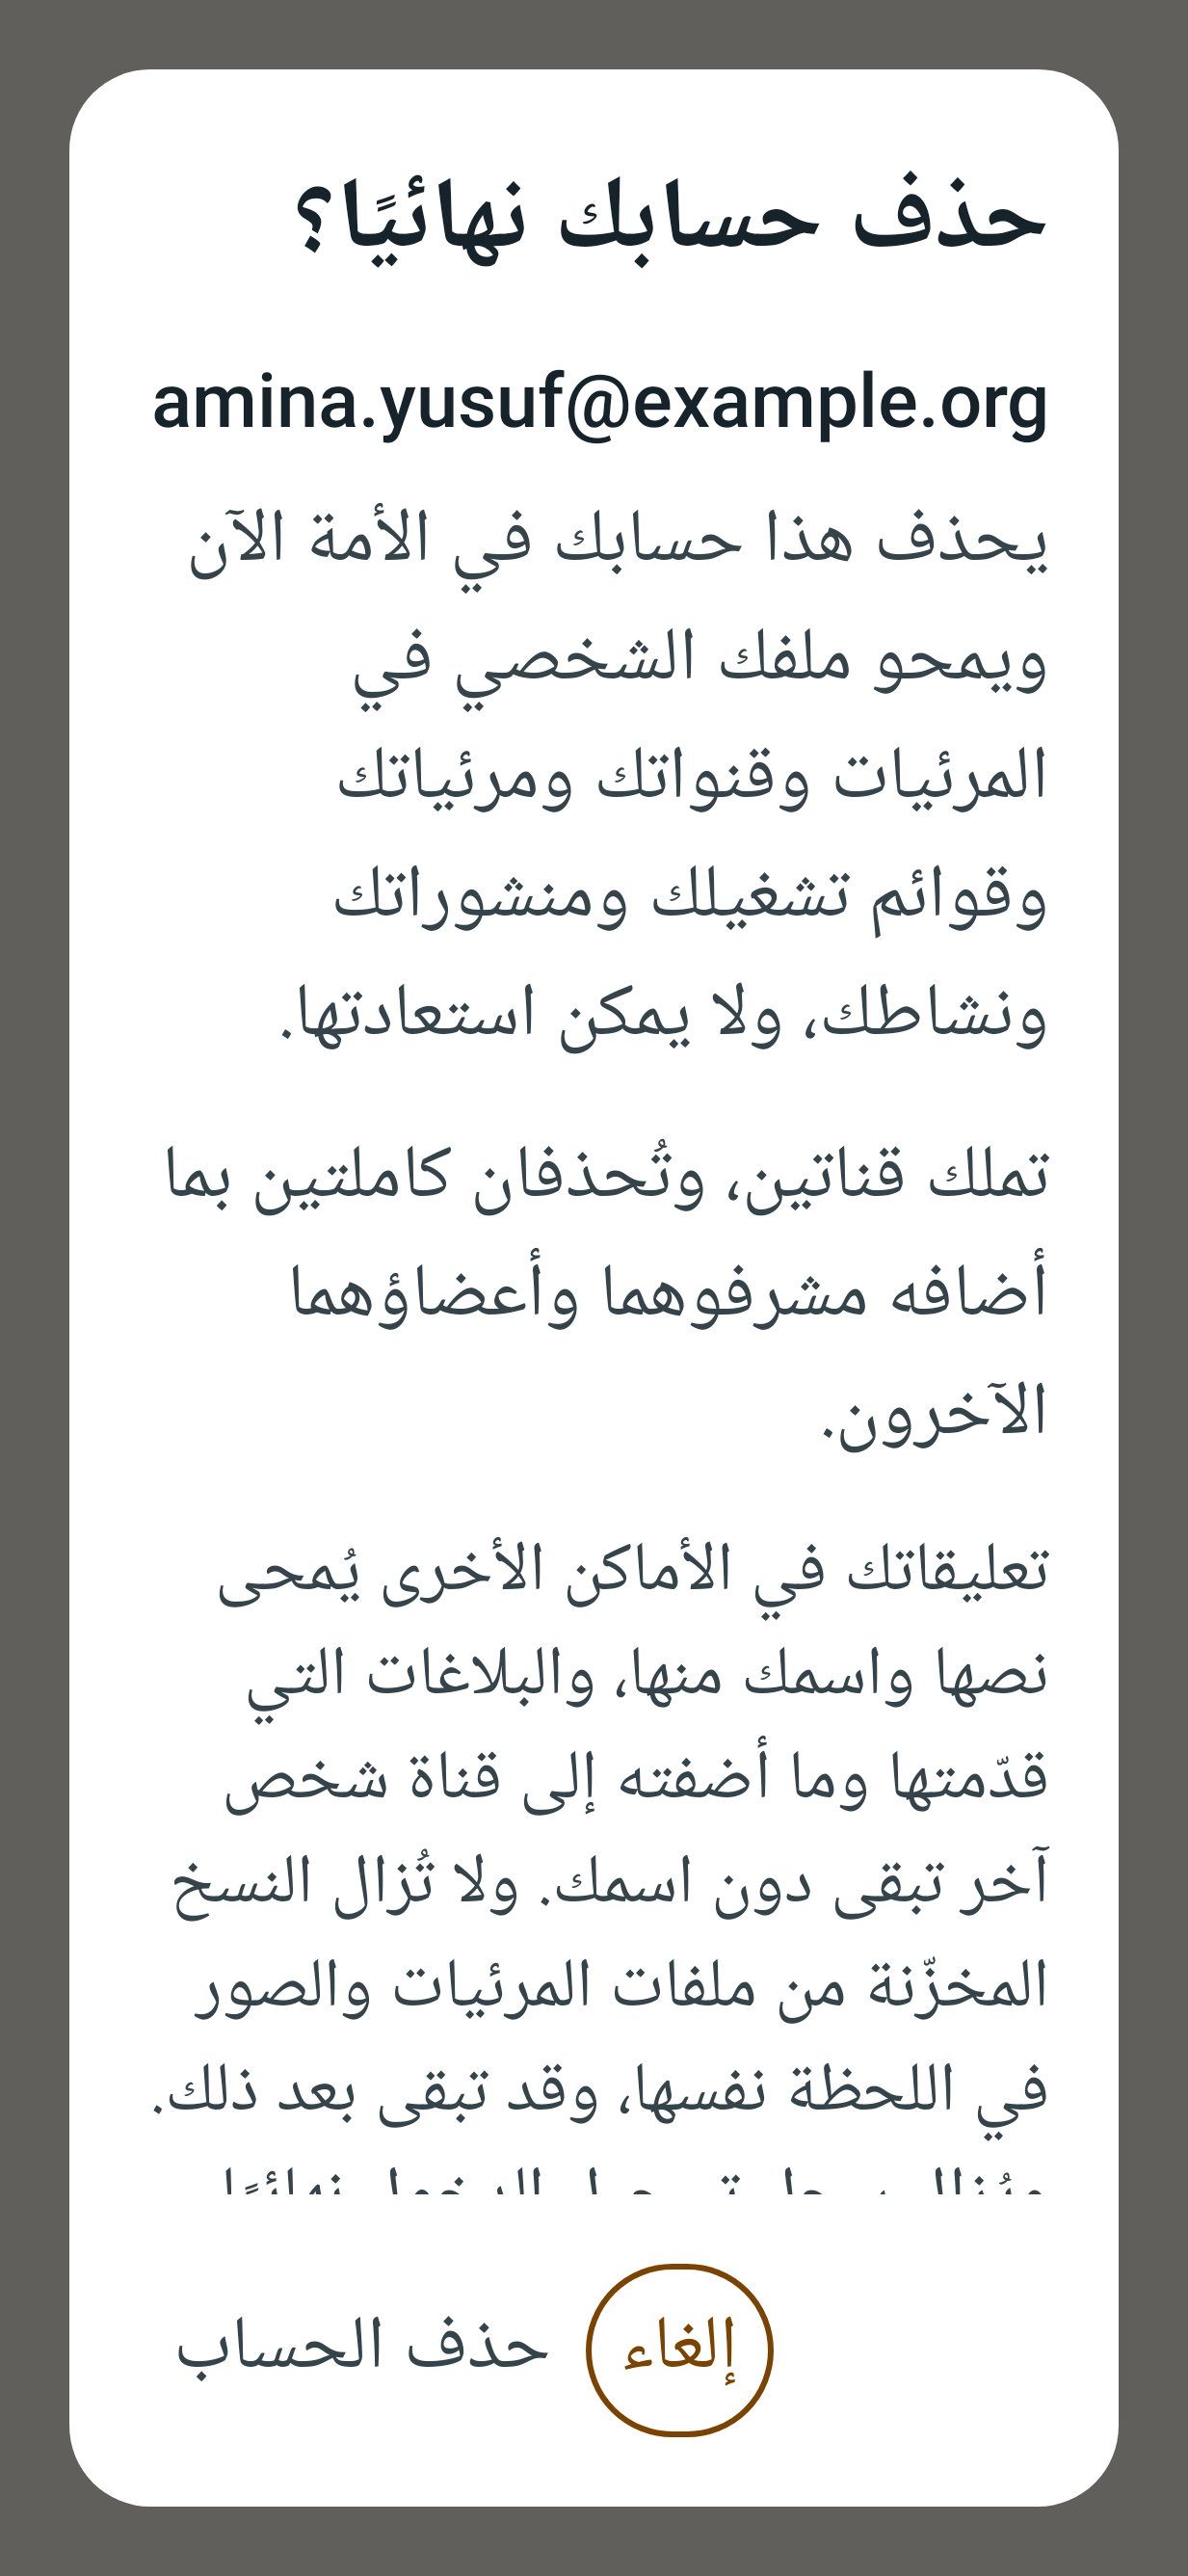 حذف حسابك نهائيًا؟
amina.yusuf@example.org
يحذف هذا حسابك في الأمة الآن
ويمحو ملفك الشخصي في
المرئيات وقنواتك ومرئياتك
وقوائم تشغيلك ومنشوراتك
ونشاطك، ولا يمكن استعادتها.
تملك قناتين، وتُحذفان كاملتين بما
أضافه مشرفوهما وأعضاؤهما
الآخرون.
تعليقاتك في الأماكن الأخرى يُمحى
نصها واسمك منها، والبلاغات التي
قدّمتها وما أضفته إلى قناة شخص
آخر تبقى دون اسمك. ولا تُزال النسخ
المخزّنة من ملفات المرئيات والصور
في اللحظة نفسها، وقد تبقى بعد ذلك.
إلغاء
حذف الحساب